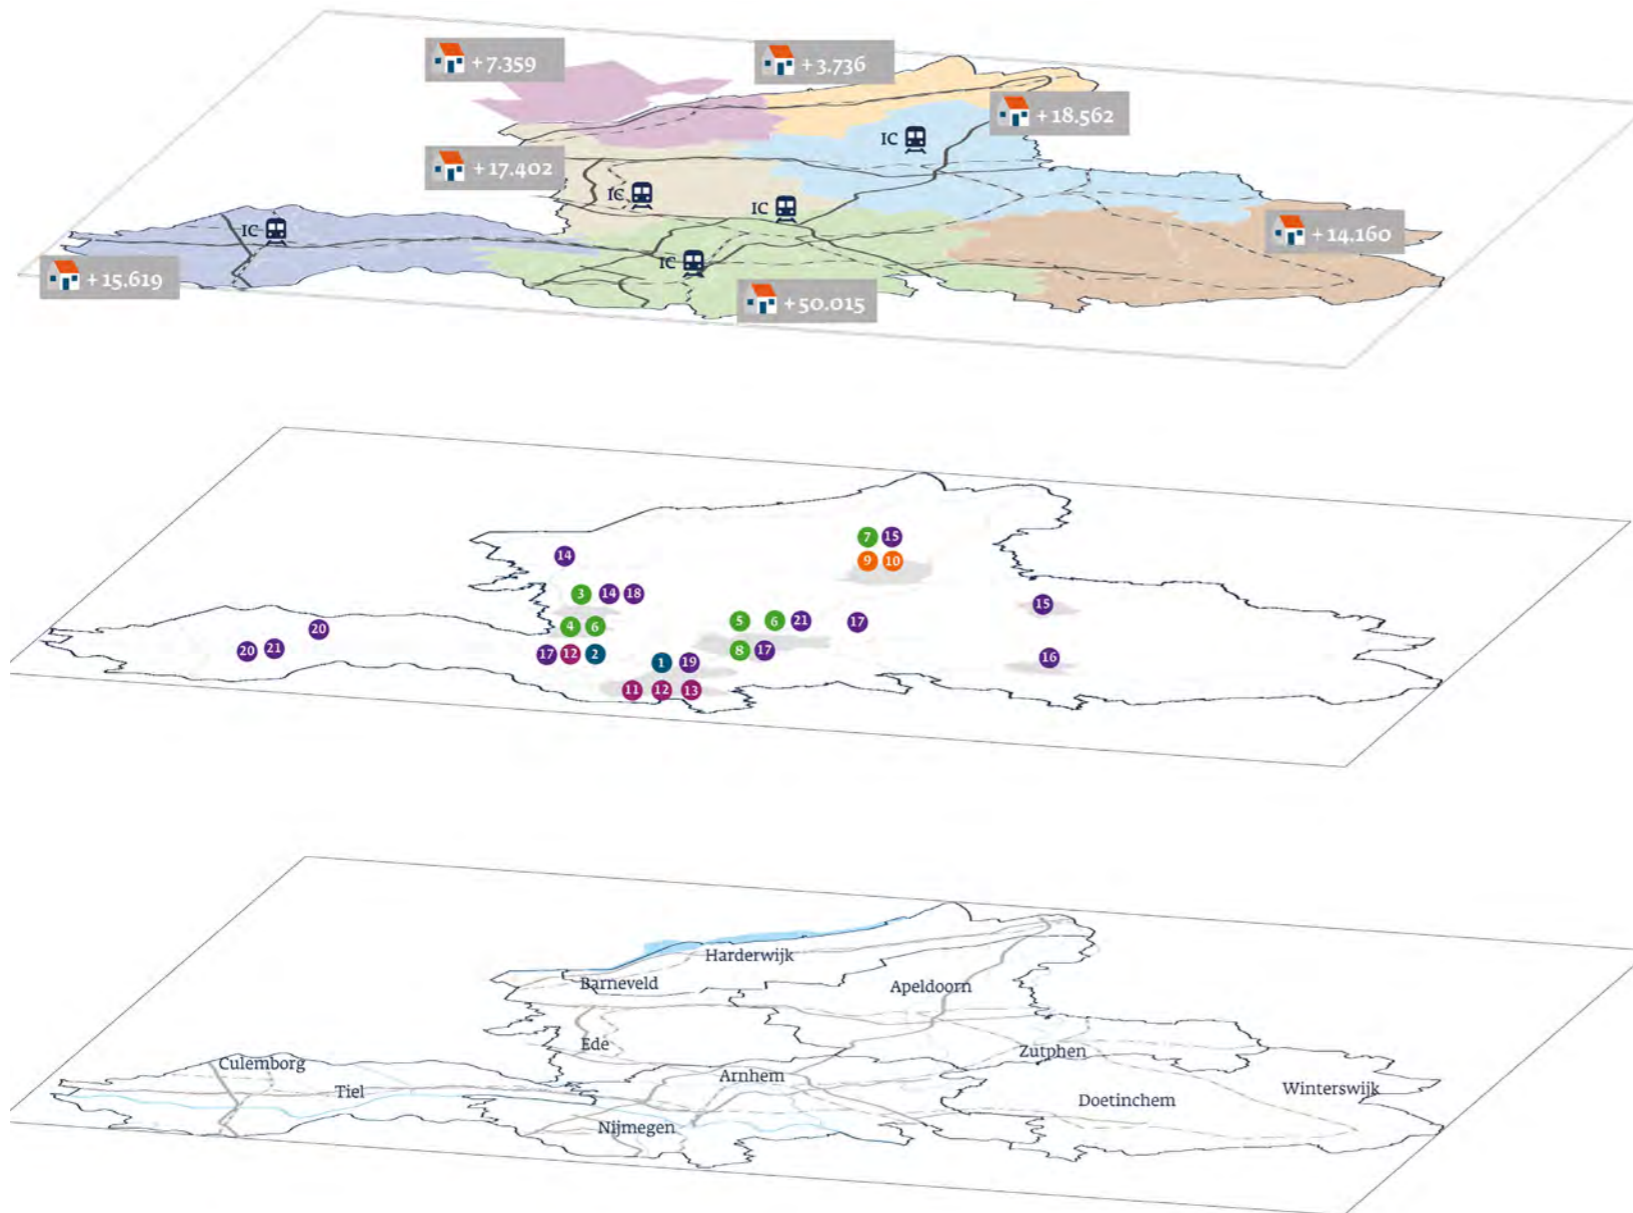 +7.359
+3.736
+18.562
IC
+17.402
IC
IC
IC
+14.160
IC
+15.619
+50.015
7 15
14
9 10
3 14 18
15
4 6
5 6 21
17
20
20 21
17 12 2
8 17
16
1 19
11 12 13
Harderwijk
Barneveld
Apeldoorn
Ede
Zutphen
Culemborg
Arnhem
Tiel
Winterswijk
Doetinchem
Nijmegen